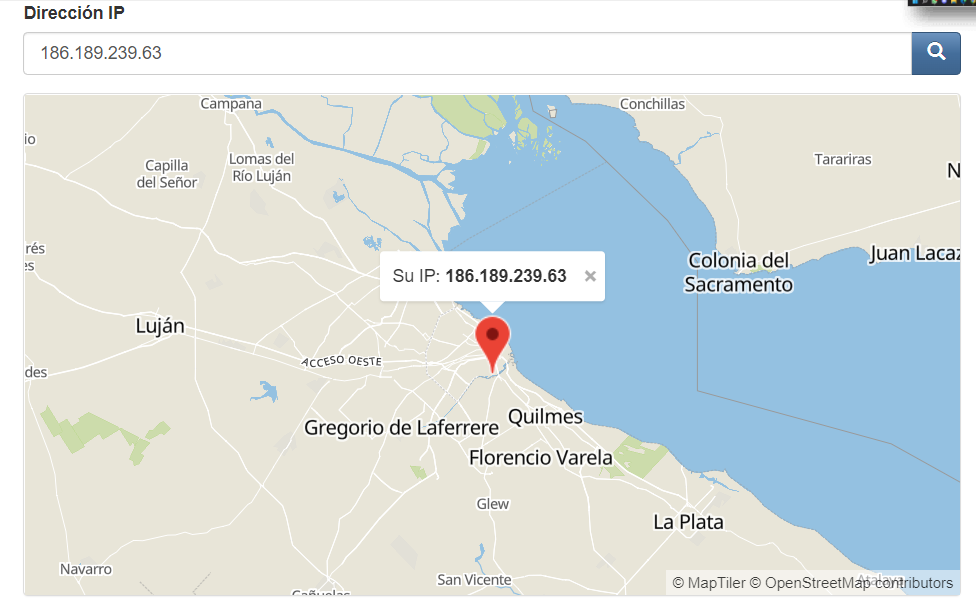 Dirección IP
186.189.239.63
Campana
Conchillas
io
Capilla
del Señor
Lomas del
Río Luján
Tarariras
N
rés
es
Su IP: 186.189.239.63 ×
Colonia del
Sacramento
Juan Lacaz
Luján
ACCESO OESTE
des
Gregorio de Laferrere
Quilmes
Florencio Varela
Glew
La Plata
Navarro
San Vicente
Cañuelas
Atalaya
© MapTiler © OpenStreetMap contributors